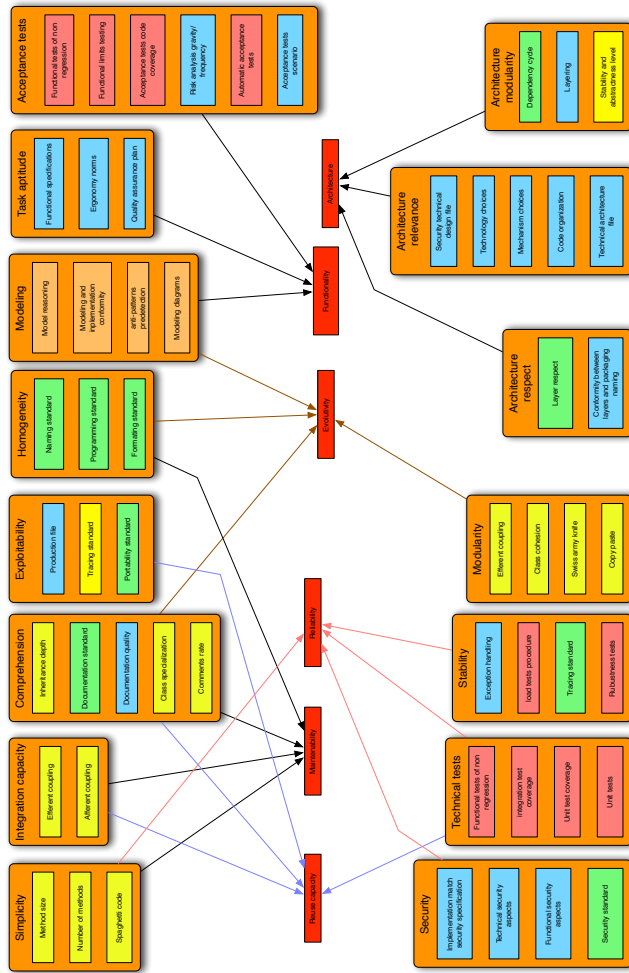 Simplicity
Method size
Number of methods
Spaghetti code
Integration capacity
Efferent coupling
Afferent coupling
Comprehension
Inheritance depth
Documentation standard
Documentation quality
Class specialization
Comments rate
Exploitability
Production file
Tracing standard
Portability standard
Homogeneity
Naming standard
Programming standard
Formating standard
Modeling
Model reasoning
Modeling and
inplementation
conformity
anti-patterns
predetection
Modeling diagrams
Task aptitude
Functional specifications
Ergonomy norms
Quality assurance plan
Acceptance tests
Functional tests of non
regression
Functional limits testing
Acceptance tests code
coverage
Risk analysis gravity/
frequency
Automatic acceptance
tests
Acceptance tests
scenario
Reuse capacity
Maintenability
Reliability
Evolutivity
Functionality
Architecture
Security
Implementation match
security specification
Technical security
aspects
Functional security
aspects
Security standard
Technical tests
Functional tests of non
regression
integration test
coverage
Unit test coverage
Unit tests
Stability
Exception handling
load tests procedure
Tracing standard
Rubustness tests
Modularity
Efferent coupling
Class cohesion
Swiss army knife
Copy paste
Architecture
respect
Layer respect
Conformity between
layers and packaging
naming
Architecture
relevance
Security technical
design file
Technology choices
Mechanism choices
Code organization
Technical architecture
file
Architecture
modularity
Dependency cycle
Layering
Stability and
abstractness level